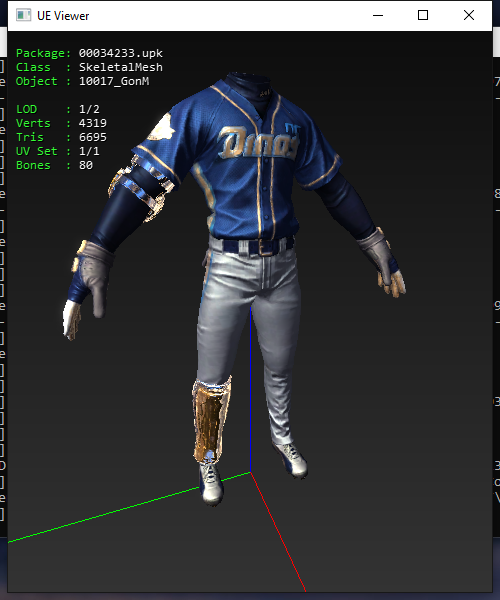 UE Viewer
Package: 00034233.upk
Class : SkeletalMesh
Object : 10017_GonM
LOD : 1/2
Verts : 4319
Tris : 6695
UV Set : 1/1
Bones : 80
NC
Dinos